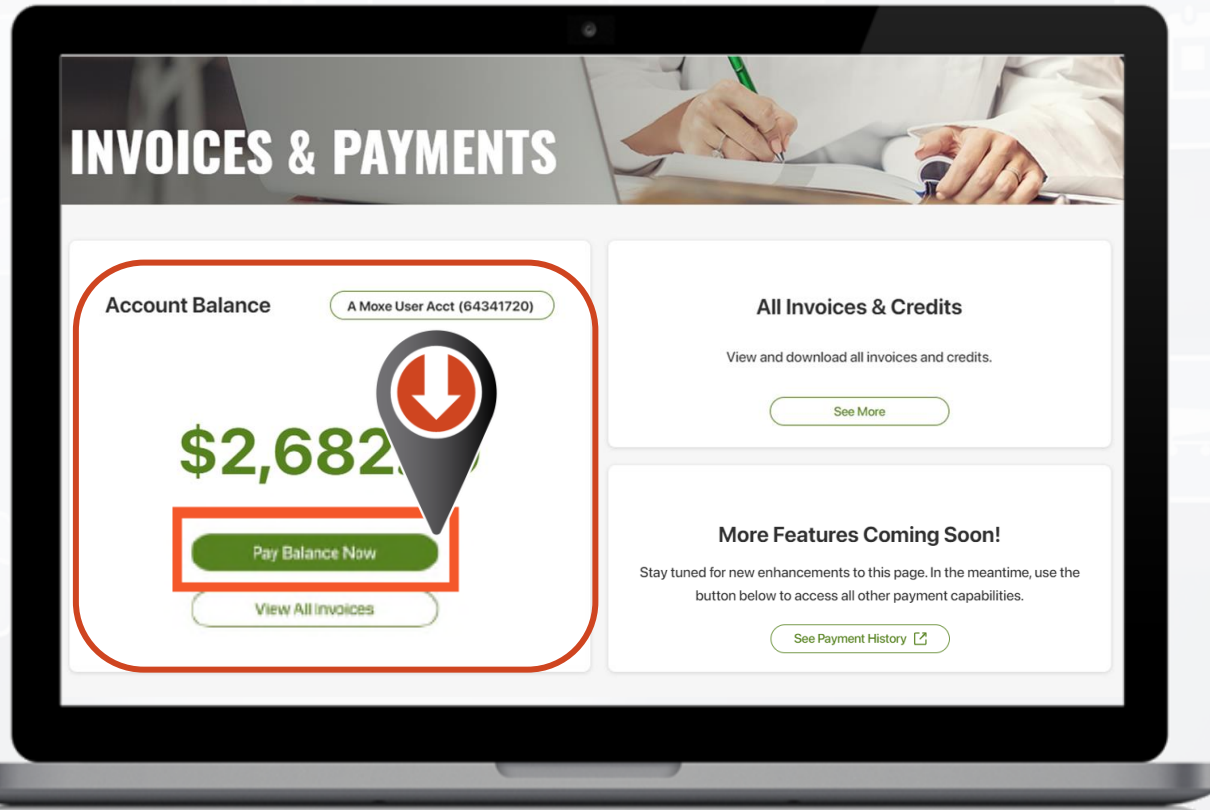 INVOICES & PAYMENTS
Account Balance
A Moxe User Acct (64341720)
$2,682.
Pay Balance Now
View All Invoices
All Invoices & Credits
View and download all invoices and credits.
See More
More Features Coming Soon!
Stay tuned for new enhancements to this page. In the meantime, use the
button below to access all other payment capabilities.
See Payment History